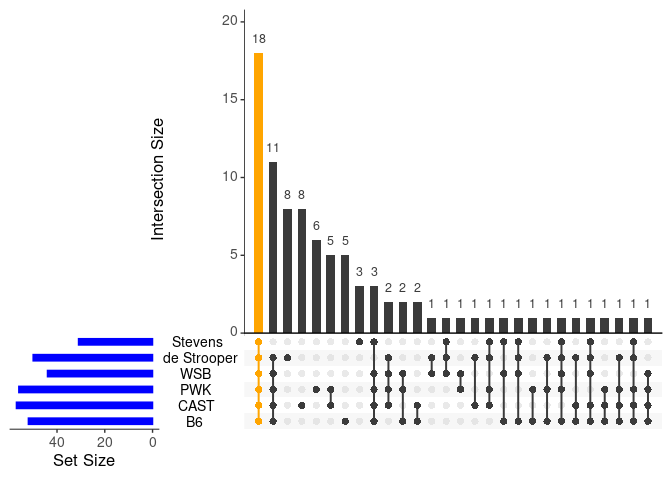 20
15
10
5
0
Intersection Size
18
11
8 8
6
5 5
3 3
2 2 2
1 1 1 1 1 1 1 1 1 1 1 1 1 1 1 1
Stevens
de Strooper
WSB
PWK
CAST
B6
40 20 0
Set Size